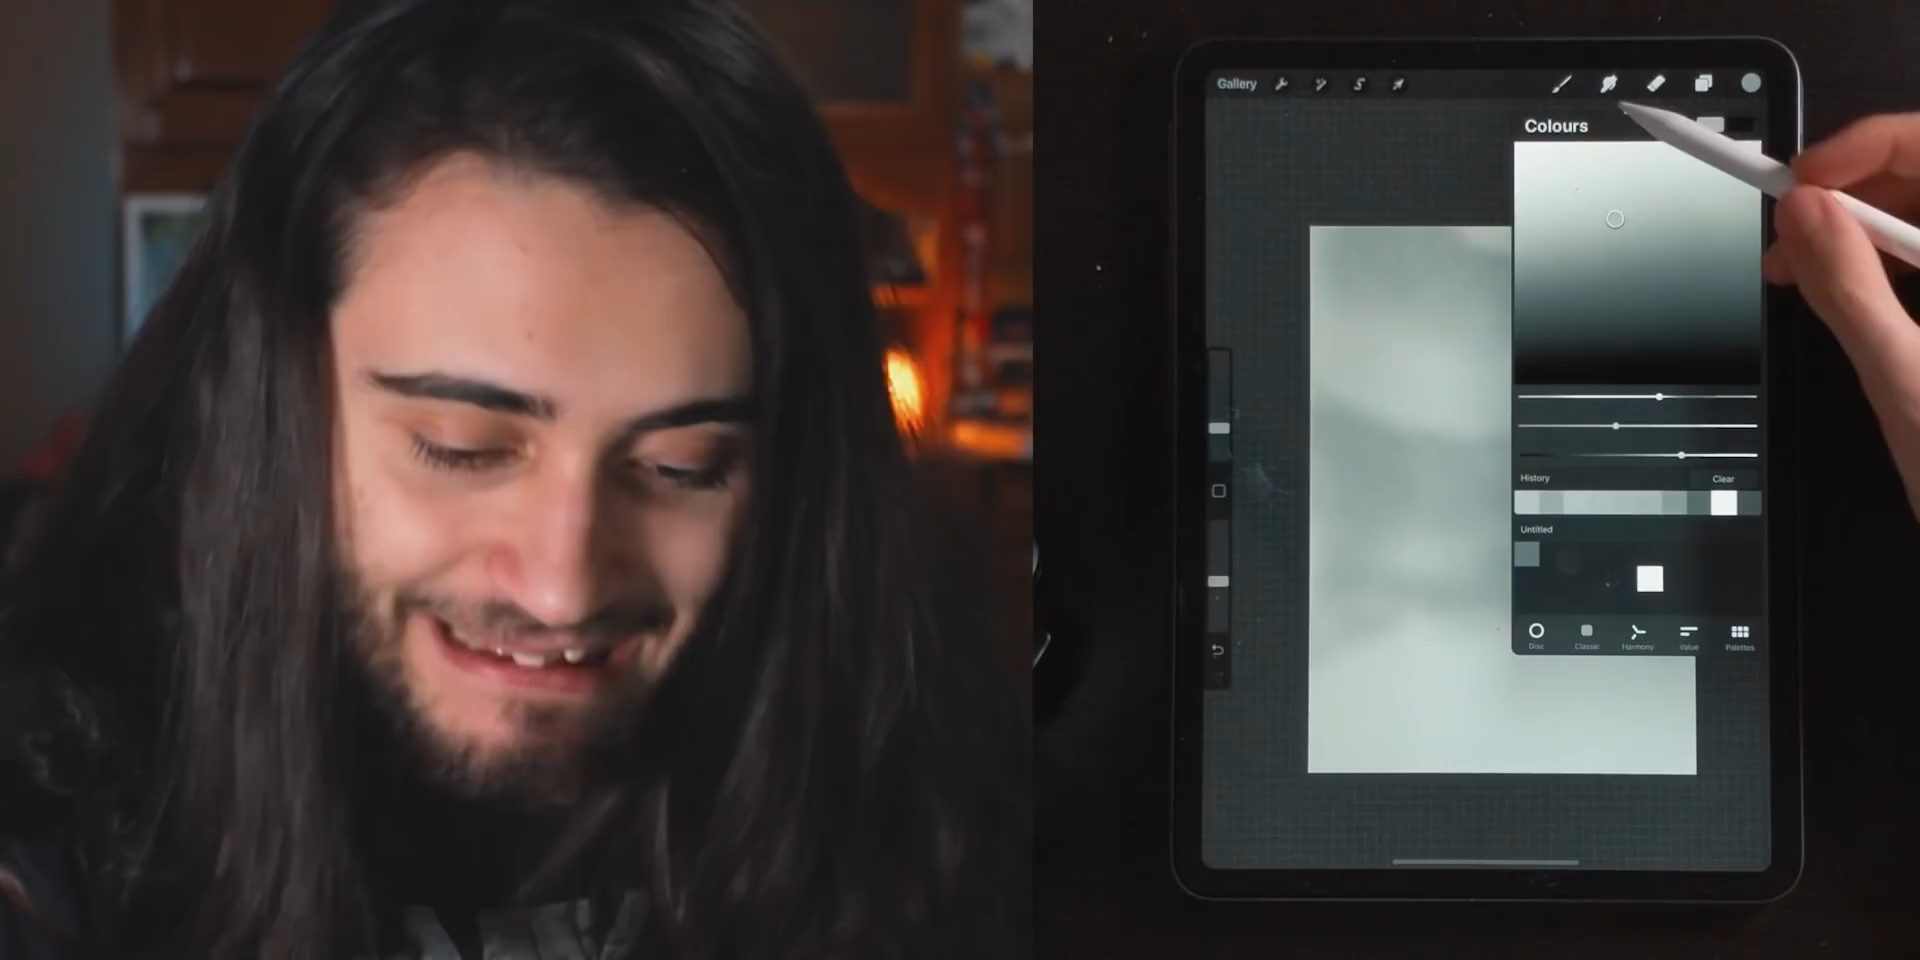 Gallery
Colours
History Clear
Untitled
Disc Classic Harmony Value Palettes